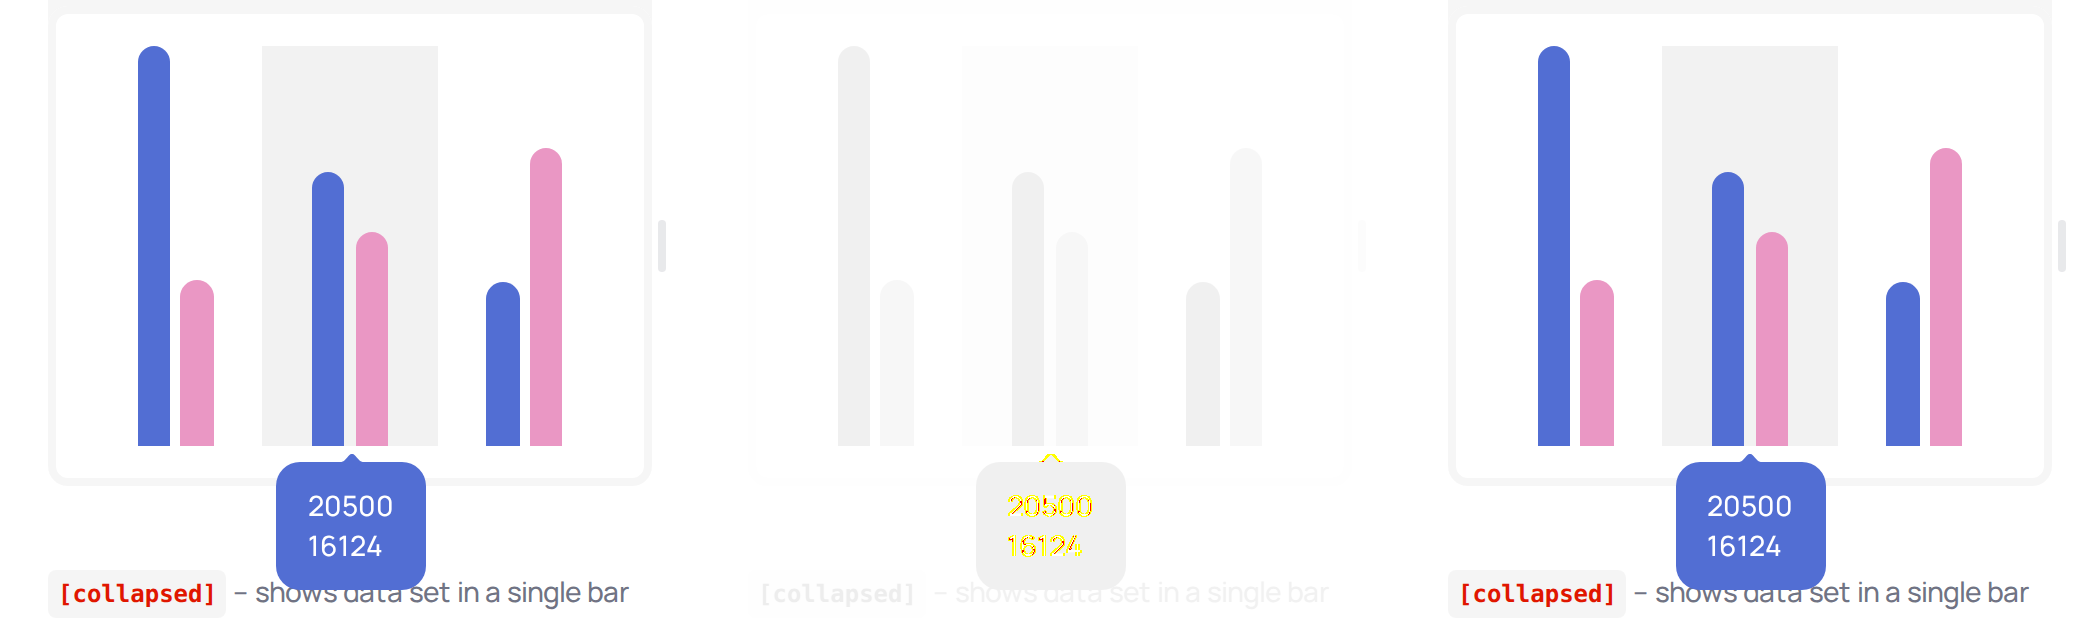 20500
16124
[collapsed] – shows data set in a single bar
20500
16124
[collapsed] – shows data set in a single bar
20500
16124
[collapsed] – shows data set in a single bar